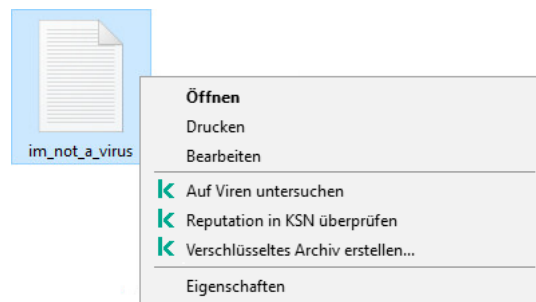 im_not_a_virus
Öffnen
Drucken
Bearbeiten
Auf Viren untersuchen
Reputation in KSN überprüfen
Verschlüsseltes Archiv erstellen...
Eigenschaften